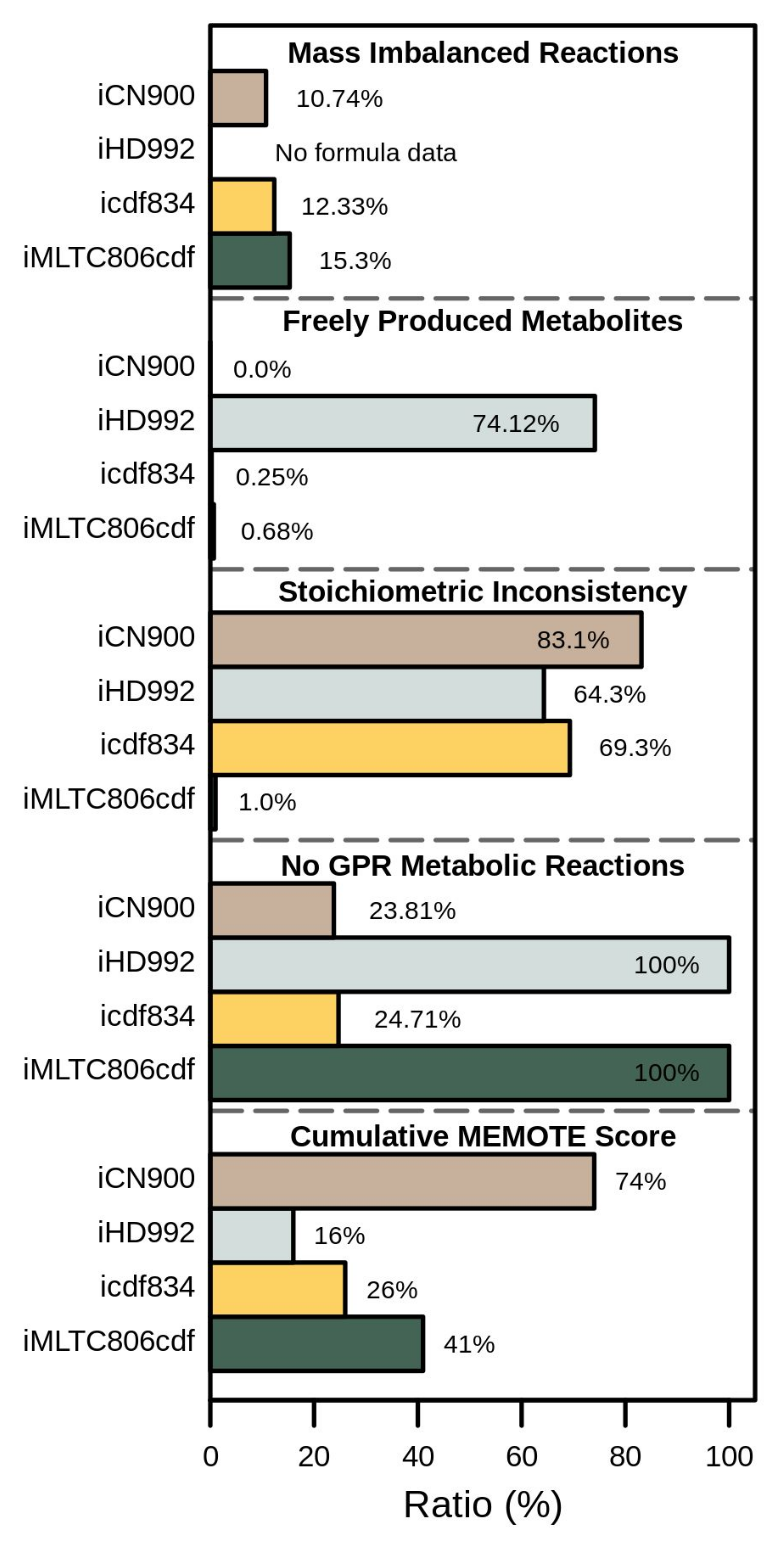 Mass Imbalanced Reactions
iCN900 10.74%
iHD992 No formula data
icdf834 12.33%
iMLTC806cdf 15.3%
Freely Produced Metabolites
iCN900 0.0%
iHD992 74.12%
icdf834 0.25%
iMLTC806cdf 0.68%
Stoichiometric Inconsistency
iCN900 83.1%
iHD992 64.3%
icdf834 69.3%
iMLTC806cdf 1.0%
No GPR Metabolic Reactions
iCN900 23.81%
iHD992 100%
icdf834 24.71%
iMLTC806cdf 100%
Cumulative MEMOTE Score
iCN900 74%
iHD992 16%
icdf834 26%
iMLTC806cdf 41%
0 20 40 60 80 100
Ratio (%)